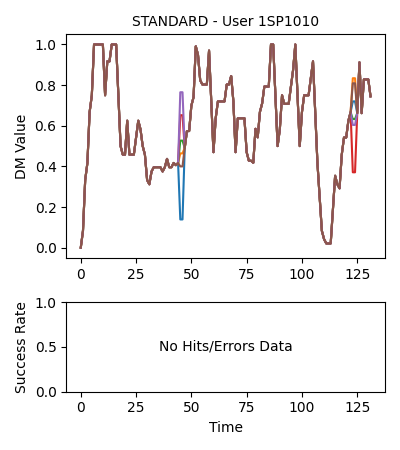 STANDARD - User 1SP1010
DM Value
1.0
0.8
0.6
0.4
0.2
0.0
0 25 50 75 100 125
Success Rate
1.0
0.5
0.0
No Hits/Errors Data
0 25 50 75 100 125
Time